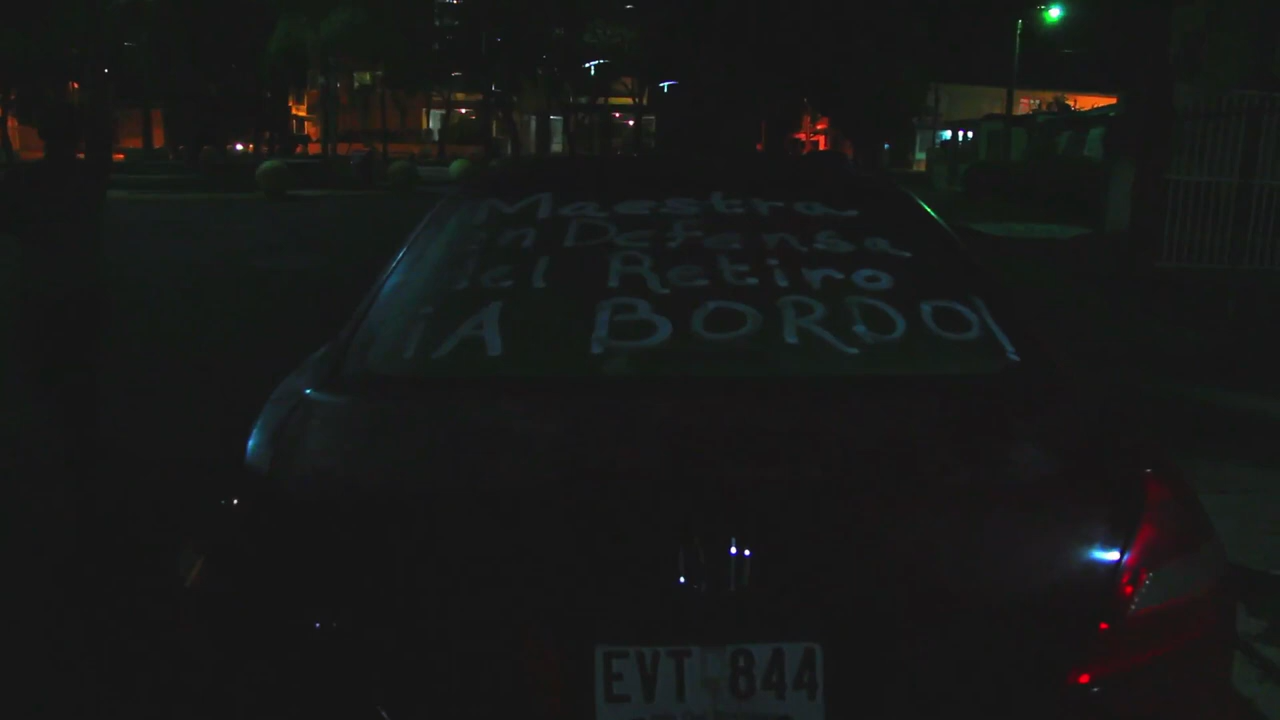 Maestra
en Defensa
del Retiro
¡A BORDO!
EVT 844